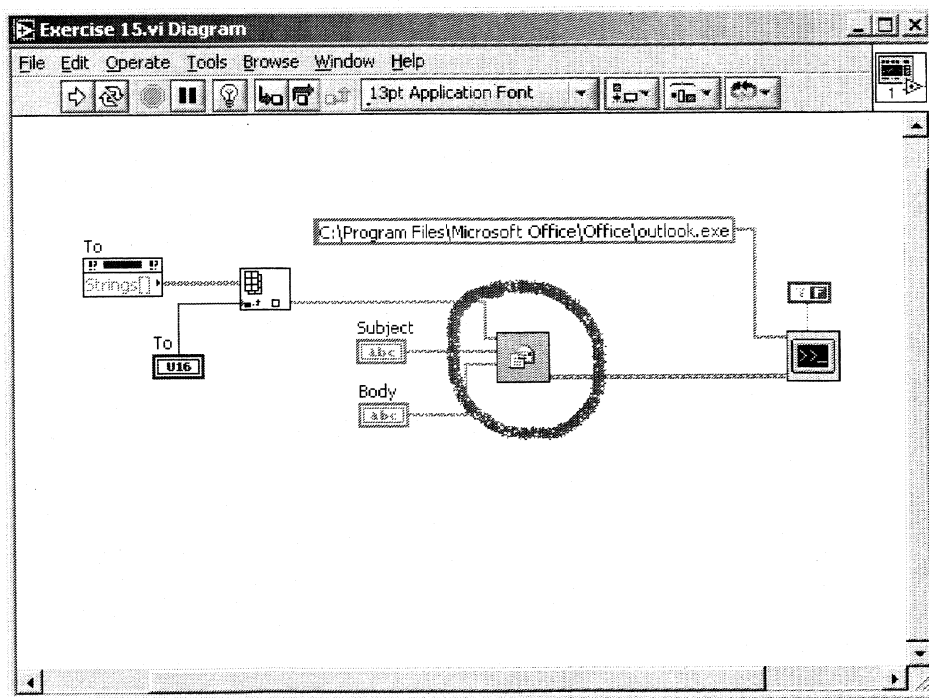 Exercise 15.vi Diagram
File Edit Operate Tools Browse Window Help
13pt Application Font
1
C:\Program Files\Microsoft Office\Office\outlook.exe
To
Strings[]
To
U16
Subject
abc
Body
abc
F
>>_